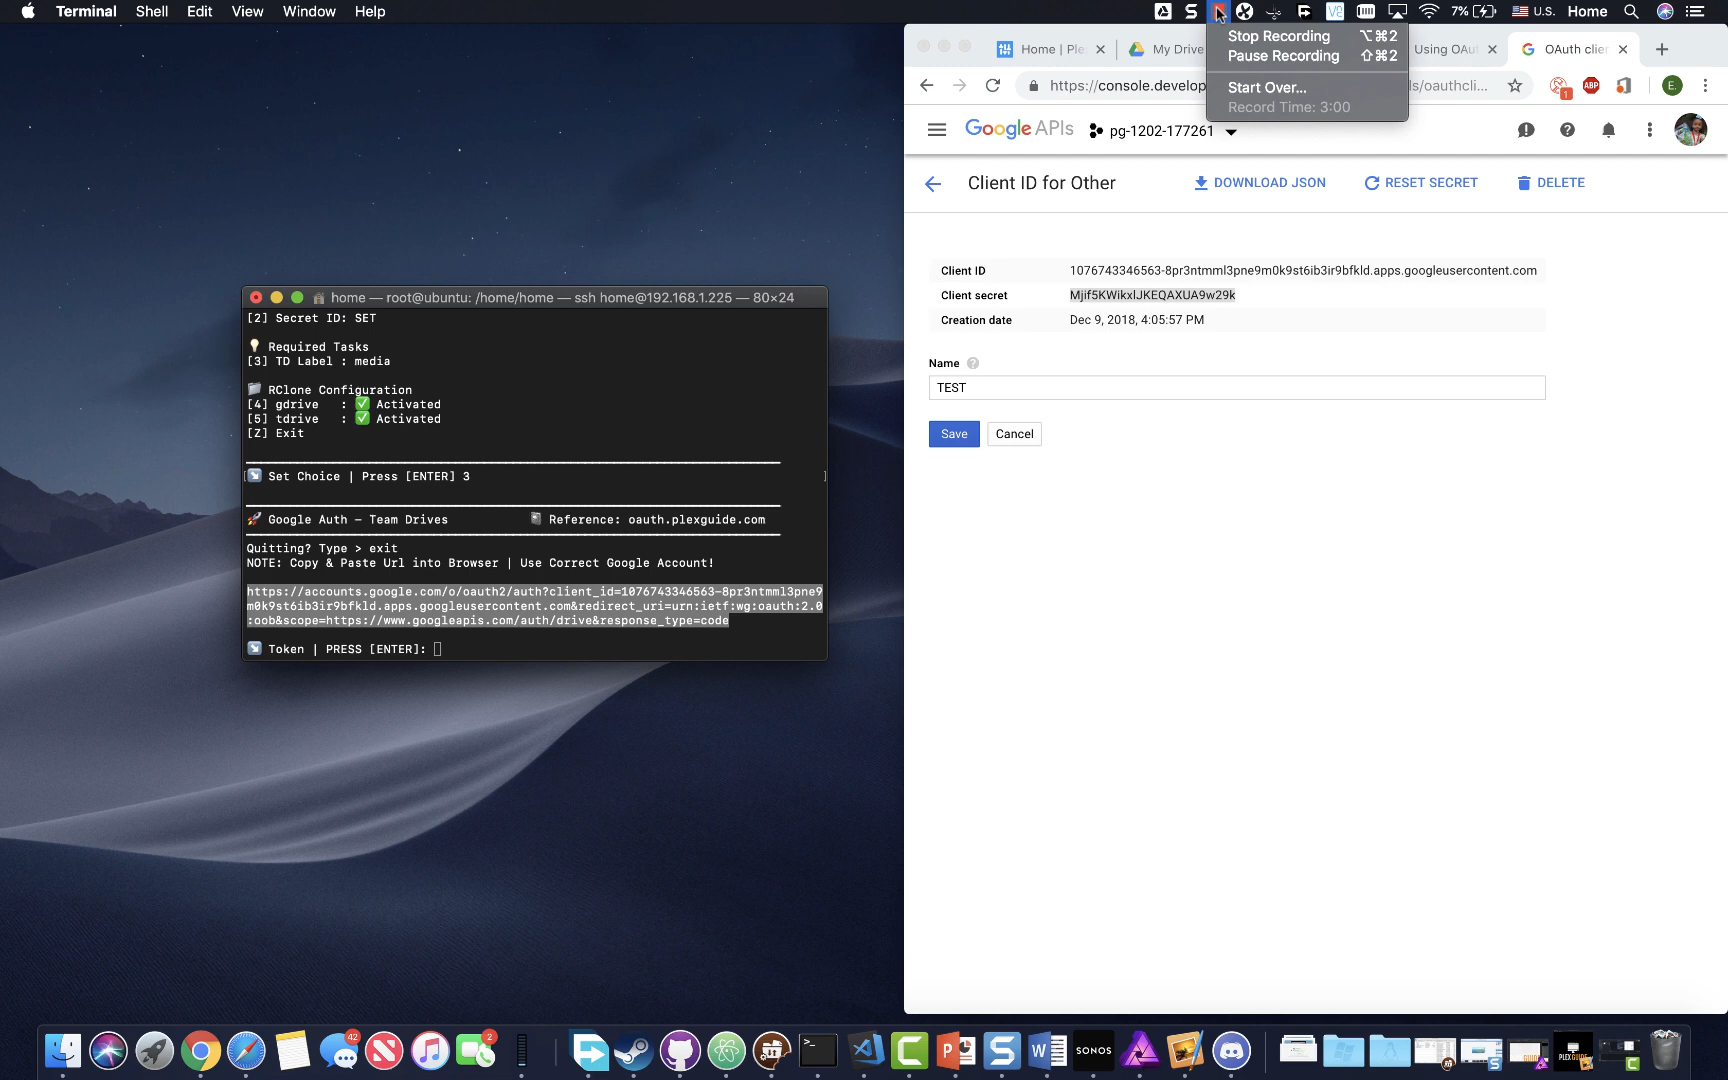 Terminal Shell Edit View Window Help
7% U.S. Home
Stop Recording ⌥⌘2
Pause Recording ⇧⌘2
Start Over...
Record Time: 3:00
Home | Ple
My Drive
Using OAut
OAuth clien
https://console.develop
ls/oauthcli...
ABP
1
E.
Google APIs pg-1202-177261
Client ID for Other DOWNLOAD JSON RESET SECRET DELETE
Client ID 1076743346563-8pr3ntmml3pne9m0k9st6ib3ir9bfkld.apps.googleusercontent.com
Client secret MjIf5KWikxlJKEQAXUA9w29k
Creation date Dec 9, 2018, 4:05:57 PM
Name
TEST
Save Cancel
home — root@ubuntu: /home/home — ssh home@192.168.1.225 — 80×24
[2] Secret ID: SET
Required Tasks
[3] TD Label : media
RClone Configuration
[4] gdrive : ✅ Activated
[5] tdrive : ✅ Activated
[Z] Exit
Set Choice | Press [ENTER] 3
Google Auth – Team Drives Reference: oauth.plexguide.com
Quitting? Type > exit
NOTE: Copy & Paste Url into Browser | Use Correct Google Account!
https://accounts.google.com/o/oauth2/auth?client_id=1076743346563-8pr3ntmml3pne9
m0k9st6ib3ir9bfkld.apps.googleusercontent.com&redirect_uri=urn:ietf:wg:oauth:2.0
:oob&scope=https://www.googleapis.com/auth/drive&response_type=code
Token | PRESS [ENTER]:
42
2
SONOS